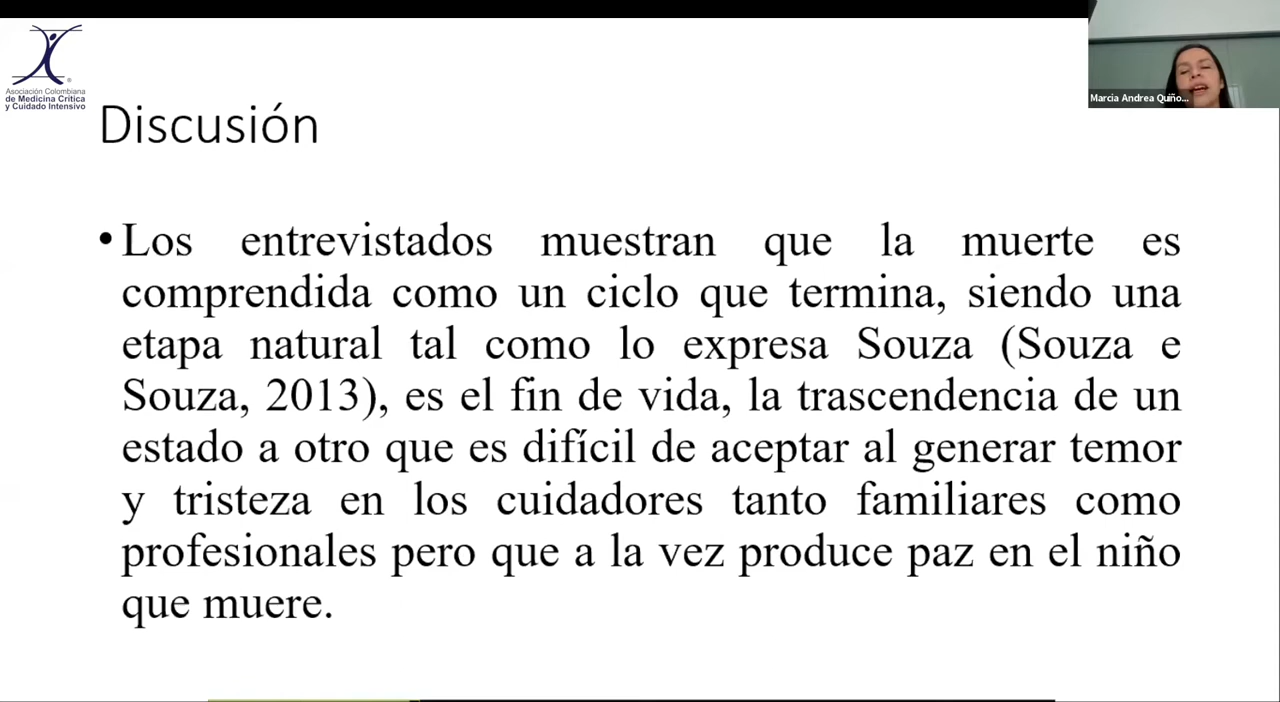 Asociación Colombiana
de Medicina Crítica
y Cuidado Intensivo
Marcia Andrea Quiño...
Discusión
• Los entrevistados muestran que la muerte es
comprendida como un ciclo que termina, siendo una
etapa natural tal como lo expresa Souza (Souza e
Souza, 2013), es el fin de vida, la trascendencia de un
estado a otro que es difícil de aceptar al generar temor
y tristeza en los cuidadores tanto familiares como
profesionales pero que a la vez produce paz en el niño
que muere.